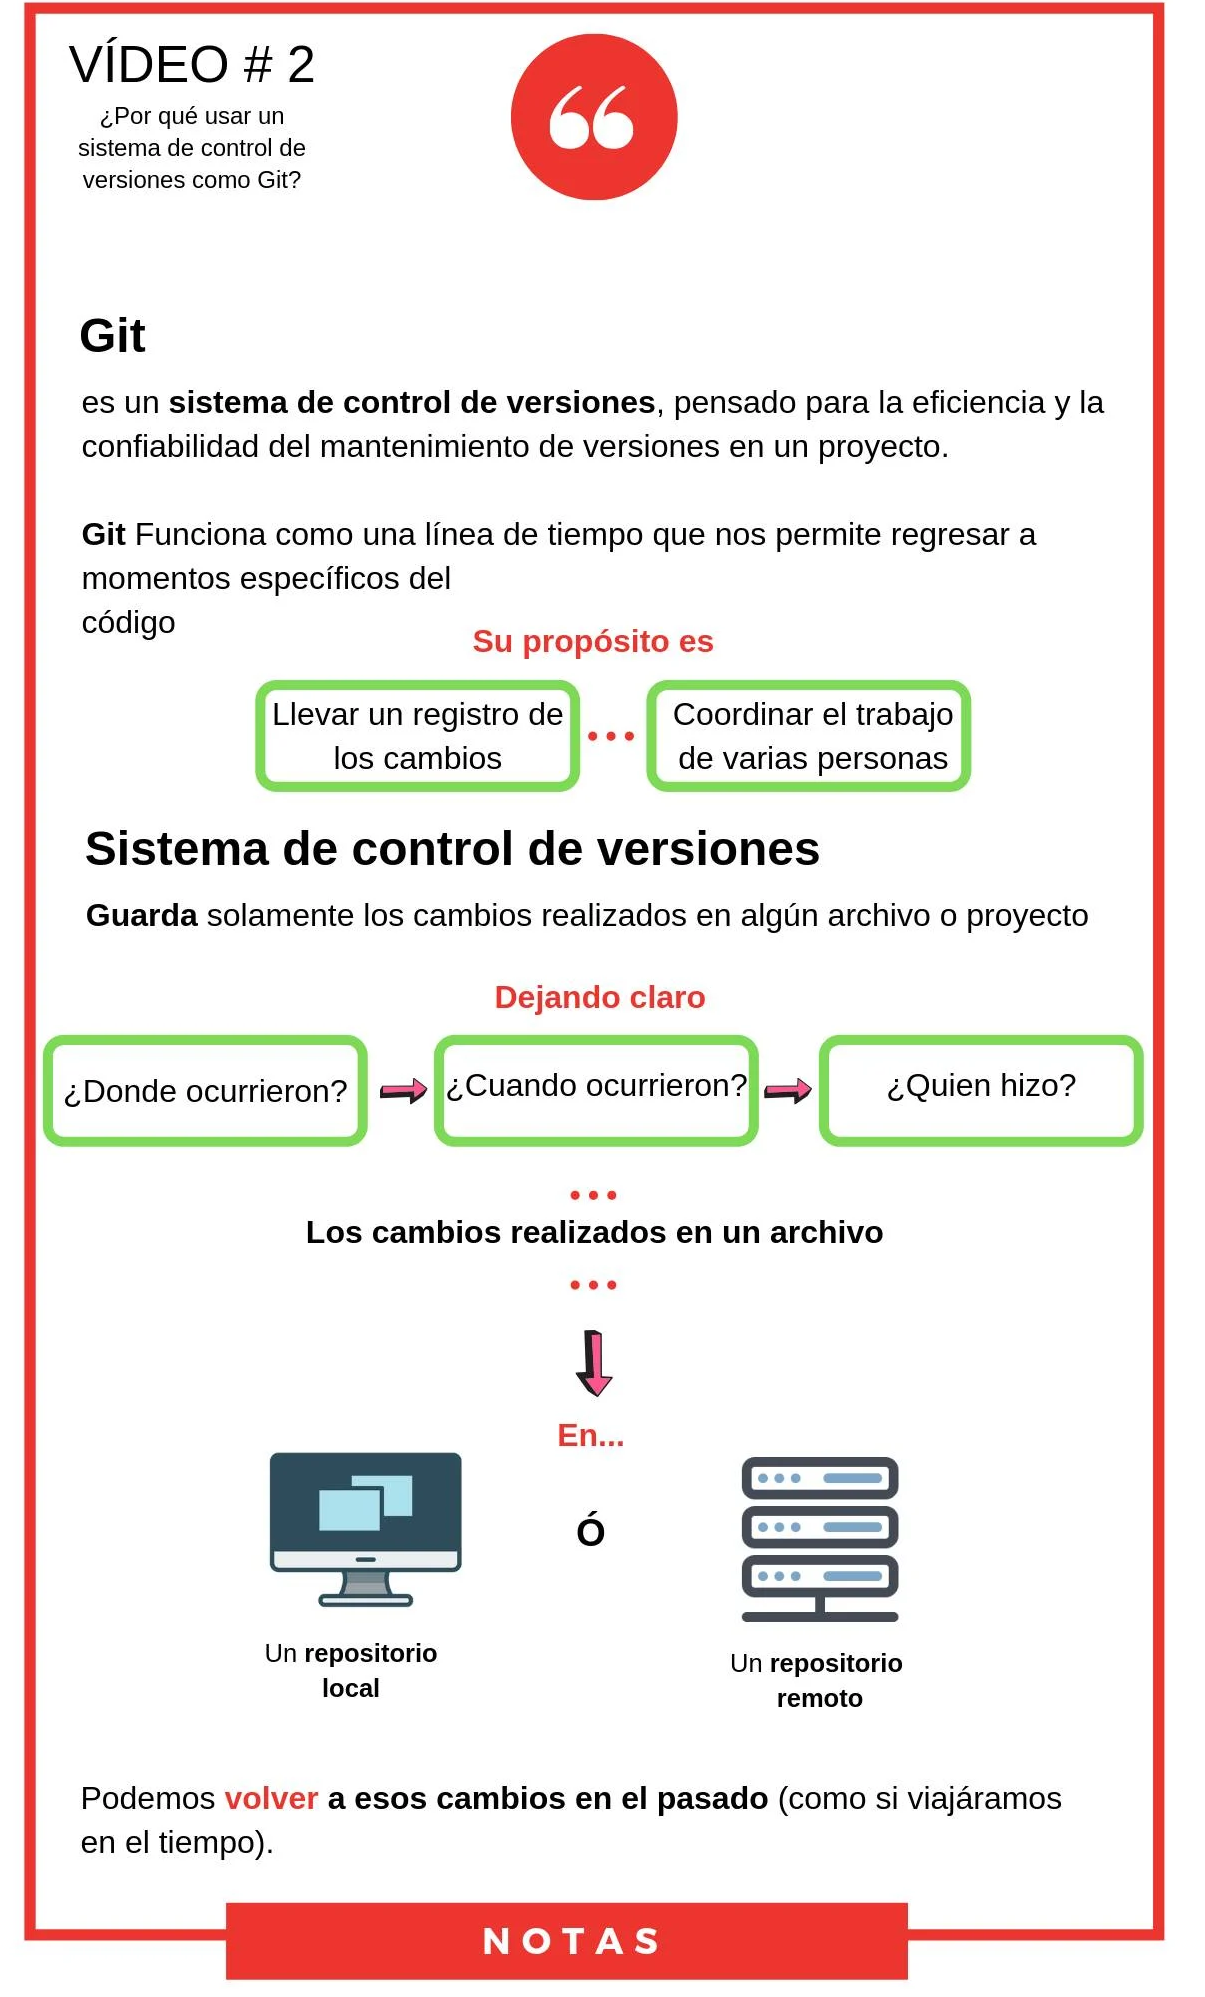 VÍDEO # 2
¿Por qué usar un
sistema de control de
versiones como Git?
Git
es un sistema de control de versiones, pensado para la eficiencia y la
confiabilidad del mantenimiento de versiones en un proyecto.
Git Funciona como una línea de tiempo que nos permite regresar a
momentos específicos del
código
Su propósito es
Llevar un registro de
los cambios
Coordinar el trabajo
de varias personas
Sistema de control de versiones
Guarda solamente los cambios realizados en algún archivo o proyecto
Dejando claro
¿Donde ocurrieron?
¿Cuando ocurrieron?
¿Quien hizo?
Los cambios realizados en un archivo
En...
Ó
Un repositorio
local
Un repositorio
remoto
Podemos volver a esos cambios en el pasado (como si viajáramos
en el tiempo).
NOTAS